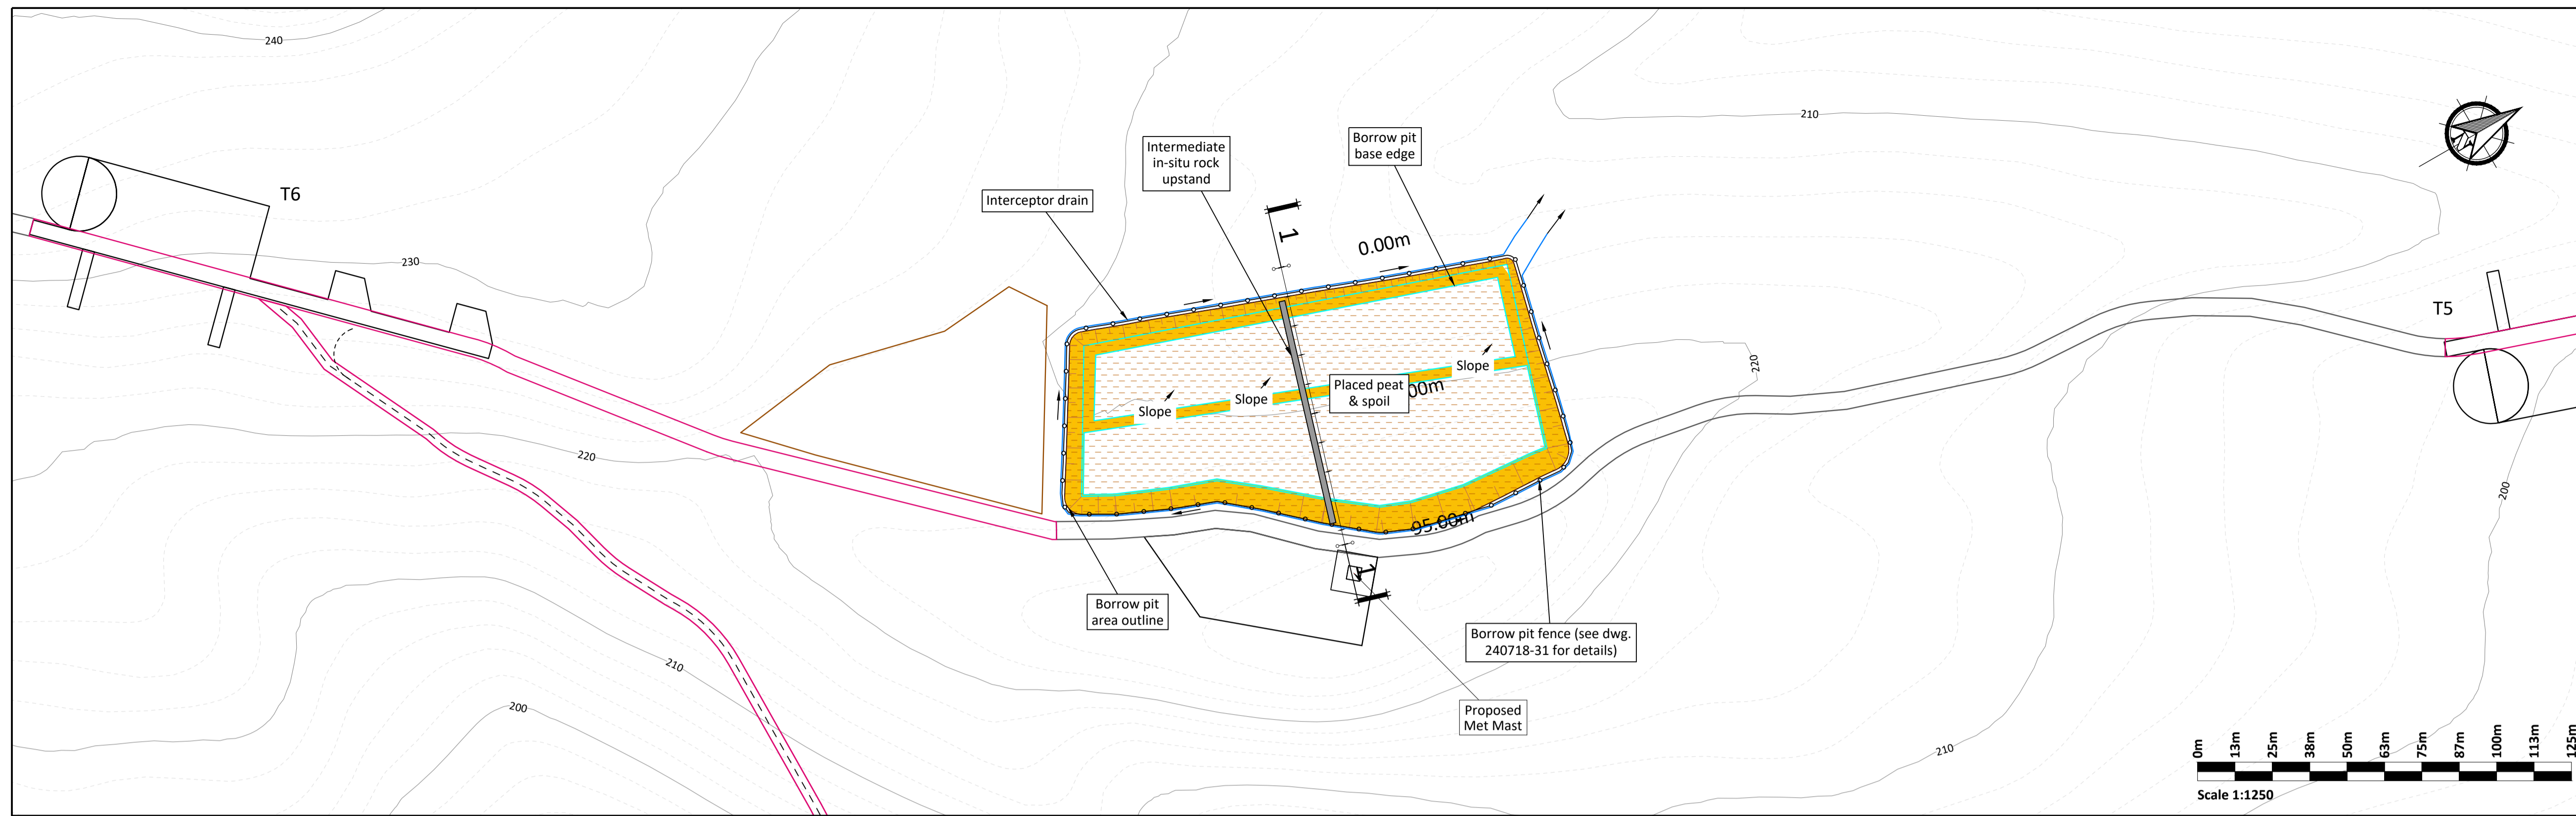 240
T6
230
Interceptor drain
Intermediate
in-situ rock
upstand
Borrow pit
base edge
210
N
1
0.00m
T5
220
Slope
Slope
Slope
Placed peat
& spoil
00m
220
200
95.00m
1
Borrow pit
area outline
Borrow pit fence (see dwg.
240718-31 for details)
210
200
Proposed
Met Mast
210
0m 13m 25m 38m 50m 63m 75m 87m 100m 113m 125m
Scale 1:1250